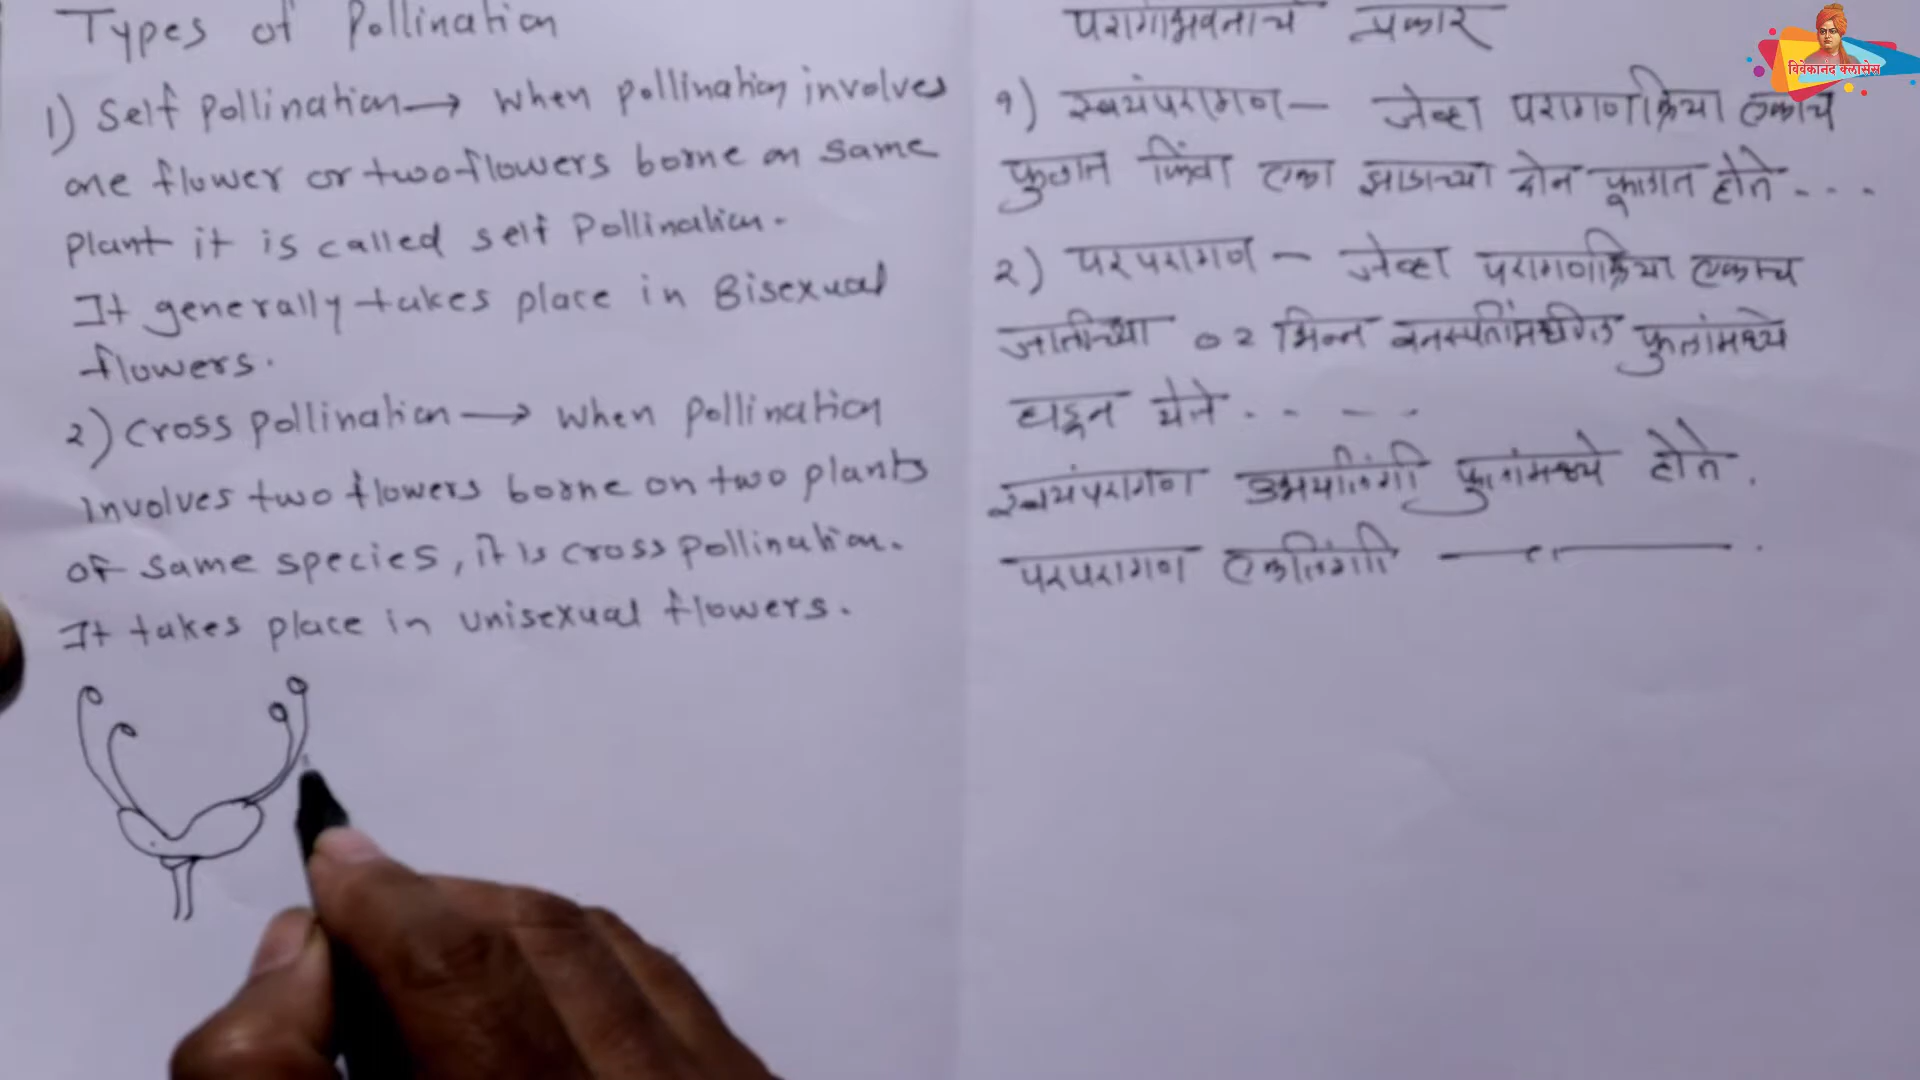 Types of Pollination
1) Self Pollination → When pollination involves
one flower or two flowers borne on same
plant it is called self Pollination.
It generally takes place in Bisexual
flowers.
2) Cross pollination → When pollination
involves two flowers borne on two plants
of same species, it is cross pollination.
It takes place in unisexual flowers.
परागीभवनाचे प्रकार
१) स्वयंपरागण — जेव्हा परागणक्रिया एकाच
फुलात किंवा एका झाडाच्या दोन फुलात होते - - -
२) परपरागण — जेव्हा परागणक्रिया एकाच
जातीच्या ०२ भिन्न वनस्पतींमधील फुलांमध्ये
घडून येते - - - -
स्वयंपरागण उभयलिंगी फुलांमध्ये होते.
परपरागण एकलिंगी —— " ——.
विवेकानंद क्लासेस